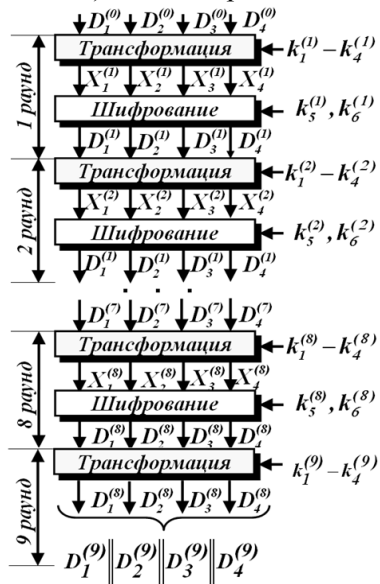 D₁⁽⁰⁾ D₂⁽⁰⁾ D₃⁽⁰⁾ D₄⁽⁰⁾
Трансформация k₁⁽¹⁾ – k₄⁽¹⁾
X₁⁽¹⁾ X₂⁽¹⁾ X₃⁽¹⁾ X₄⁽¹⁾
1 раунд
Шифрование k₅⁽¹⁾, k₆⁽¹⁾
D₁⁽¹⁾ D₂⁽¹⁾ D₃⁽¹⁾ D₄⁽¹⁾
Трансформация k₁⁽²⁾ – k₄⁽²⁾
X₁⁽²⁾ X₂⁽²⁾ X₃⁽²⁾ X₄⁽²⁾
2 раунд
Шифрование k₅⁽²⁾, k₆⁽²⁾
D₁⁽¹⁾ D₂⁽¹⁾ D₃⁽¹⁾ D₄⁽¹⁾
. . .
D₁⁽⁷⁾ D₂⁽⁷⁾ D₃⁽⁷⁾ D₄⁽⁷⁾
Трансформация k₁⁽⁸⁾ – k₄⁽⁸⁾
X₁⁽⁸⁾ X₂⁽⁸⁾ X₃⁽⁸⁾ X₄⁽⁸⁾
8 раунд
Шифрование k₅⁽⁸⁾, k₆⁽⁸⁾
D₁⁽⁸⁾ D₂⁽⁸⁾ D₃⁽⁸⁾ D₄⁽⁸⁾
Трансформация k₁⁽⁹⁾ – k₄⁽⁹⁾
9 раунд
D₁⁽⁸⁾ D₂⁽⁸⁾ D₃⁽⁸⁾ D₄⁽⁸⁾
D₁⁽⁹⁾ || D₂⁽⁹⁾ || D₃⁽⁹⁾ || D₄⁽⁹⁾